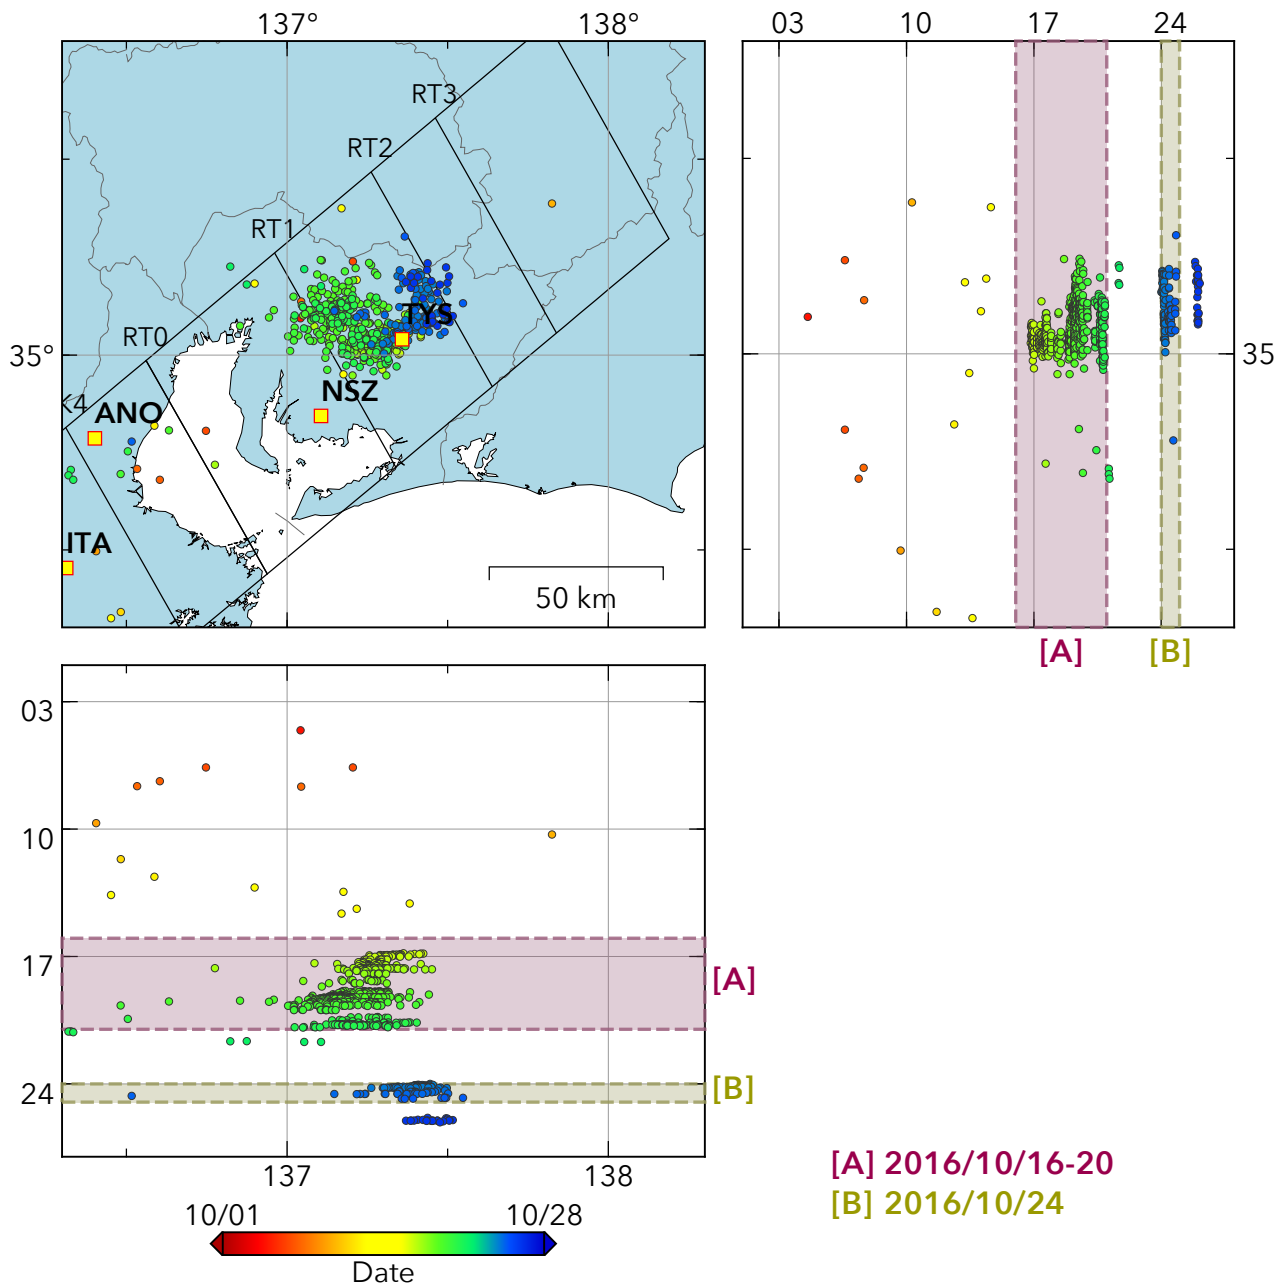 137° 138°
03 10 17 24
RT3
RT2
RT1
RT0
TYS
35°
35
NSZ
K4
ANO
ITA
50 km
[A] [B]
03
10
17
24
[A]
[B]
137 138
[A] 2016/10/16-20
[B] 2016/10/24
10/01 10/28
Date